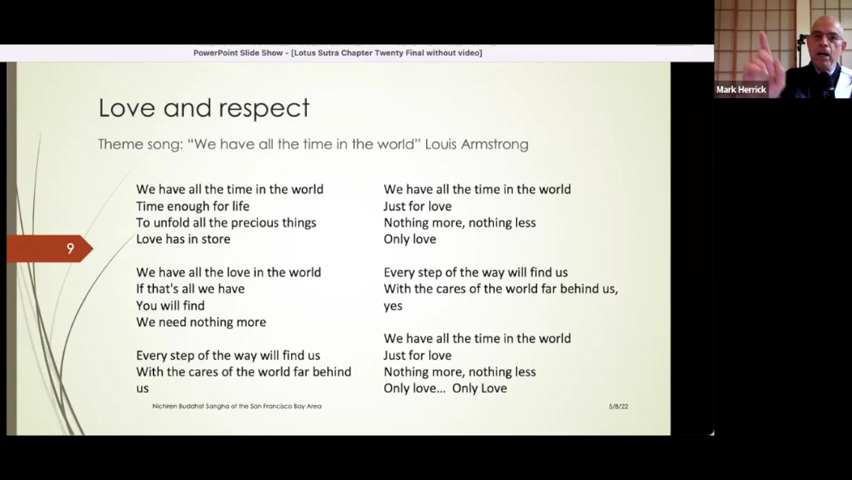 PowerPoint Slide Show - [Lotus Sutra Chapter Twenty Final without video]
Mark Herrick
Love and respect
Theme song: “We have all the time in the world” Louis Armstrong
We have all the time in the world
Time enough for life
To unfold all the precious things
Love has in store
We have all the love in the world
If that's all we have
You will find
We need nothing more
Every step of the way will find us
With the cares of the world far behind
us
We have all the time in the world
Just for love
Nothing more, nothing less
Only love
Every step of the way will find us
With the cares of the world far behind us,
yes
We have all the time in the world
Just for love
Nothing more, nothing less
Only love... Only Love
9
Nichiren Buddhist Sangha of the San Francisco Bay Area
5/8/22